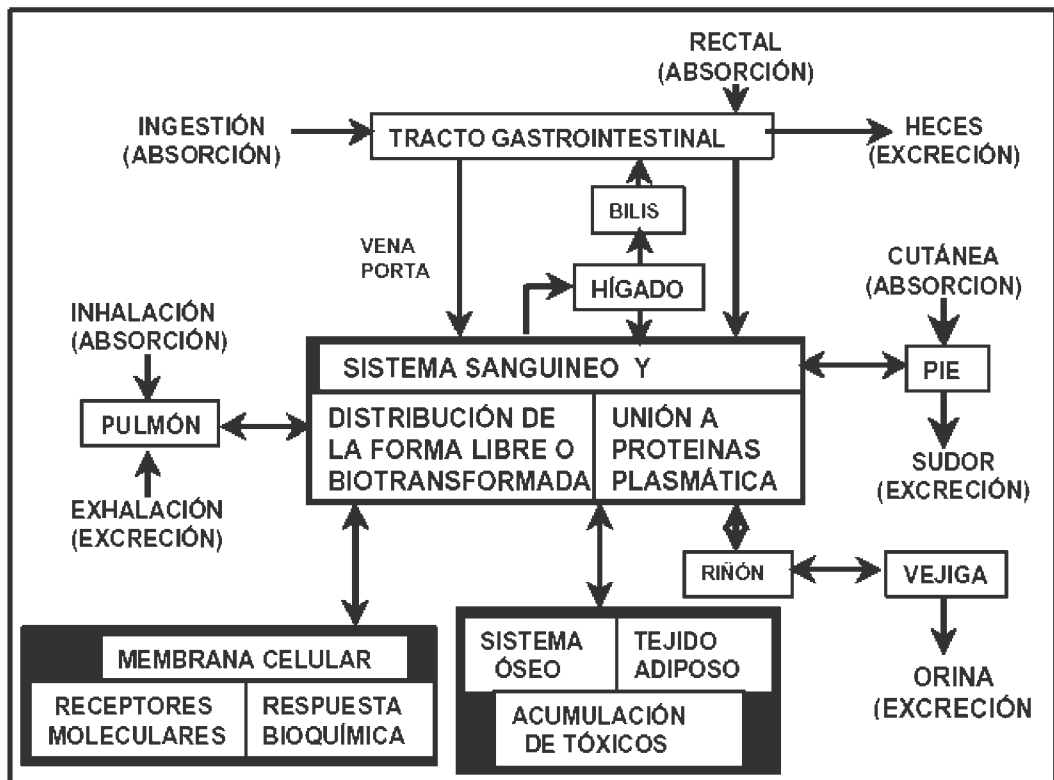 RECTAL
(ABSORCIÓN)
INGESTIÓN
(ABSORCIÓN)
TRACTO GASTROINTESTINAL
HECES
(EXCRECIÓN)
BILIS
VENA
PORTA
HÍGADO
CUTÁNEA
(ABSORCION)
INHALACIÓN
(ABSORCIÓN)
SISTEMA SANGUINEO Y
PIE
PULMÓN
DISTRIBUCIÓN DE
LA FORMA LIBRE O
BIOTRANSFORMADA
UNIÓN A
PROTEINAS
PLASMÁTICA
SUDOR
(EXCRECIÓN)
EXHALACIÓN
(EXCRECIÓN)
RIÑÓN
VEJIGA
MEMBRANA CELULAR
RECEPTORES
MOLECULARES
RESPUESTA
BIOQUÍMICA
SISTEMA
ÓSEO
TEJIDO
ADIPOSO
ACUMULACIÓN
DE TÓXICOS
ORINA
(EXCRECIÓN